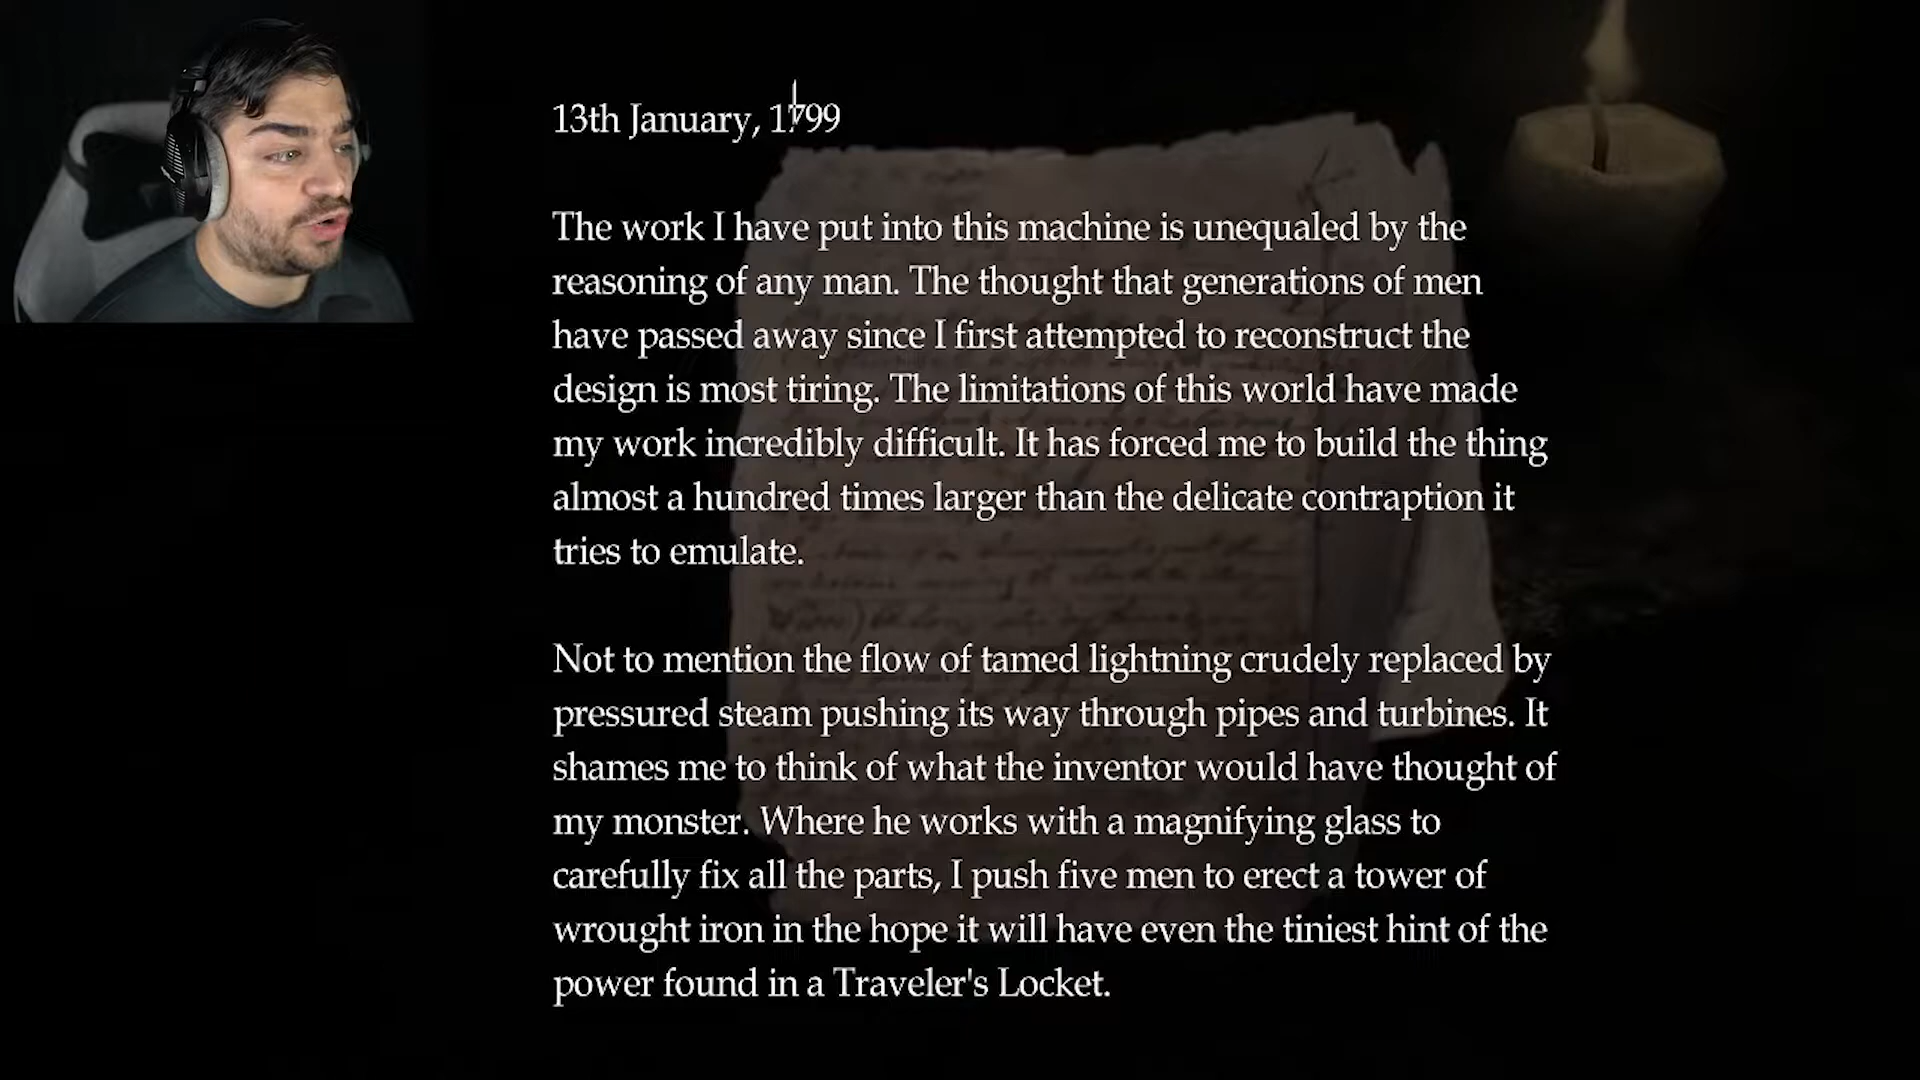 13th January, 1799
The work I have put into this machine is unequaled by the
reasoning of any man. The thought that generations of men
have passed away since I first attempted to reconstruct the
design is most tiring. The limitations of this world have made
my work incredibly difficult. It has forced me to build the thing
almost a hundred times larger than the delicate contraption it
tries to emulate.
Not to mention the flow of tamed lightning crudely replaced by
pressured steam pushing its way through pipes and turbines. It
shames me to think of what the inventor would have thought of
my monster. Where he works with a magnifying glass to
carefully fix all the parts, I push five men to erect a tower of
wrought iron in the hope it will have even the tiniest hint of the
power found in a Traveler's Locket.